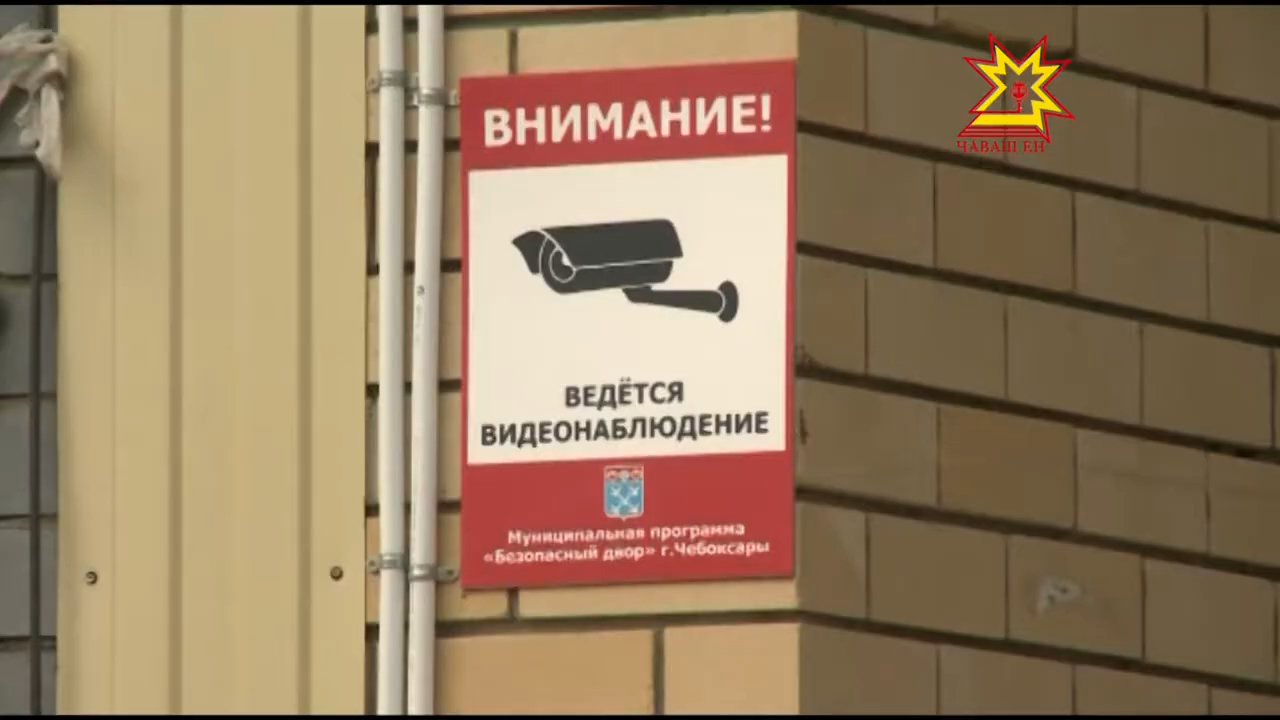 ВНИМАНИЕ!
ВЕДЁТСЯ
ВИДЕОНАБЛЮДЕНИЕ
Муниципальная программа
«Безопасный двор» г.Чебоксары
ЧАВАШ ЕН